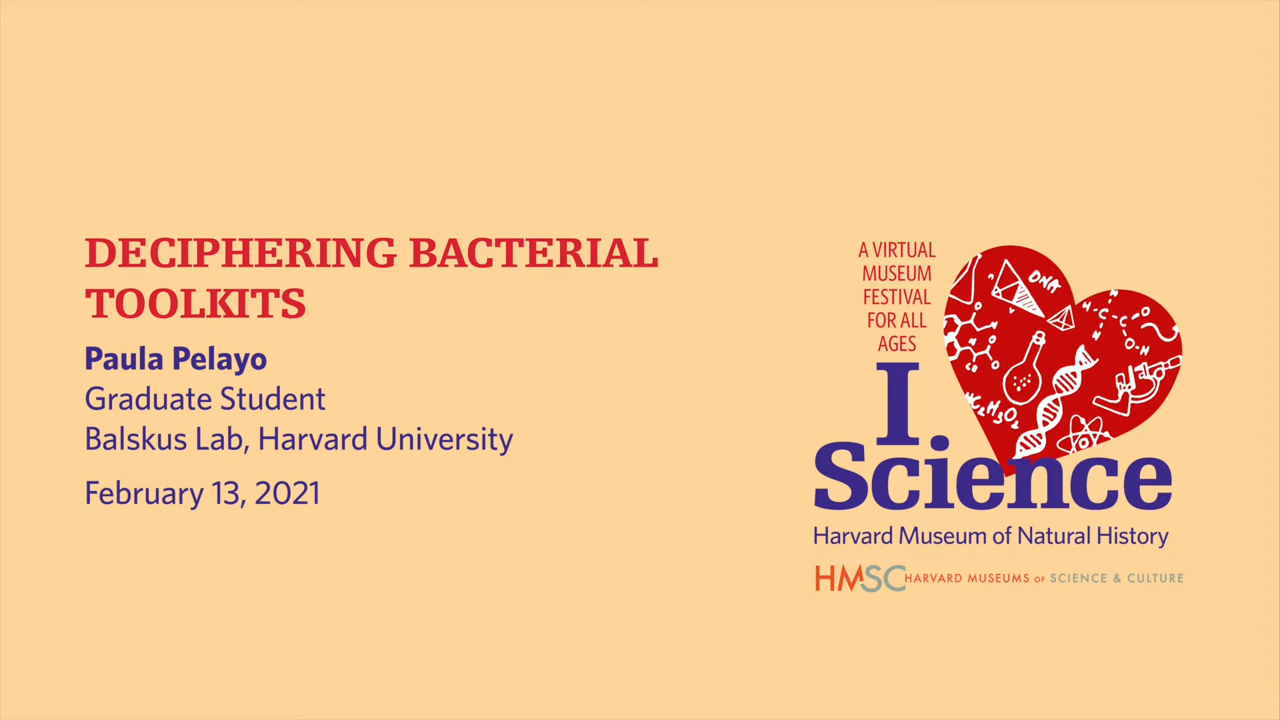 DECIPHERING BACTERIAL
TOOLKITS
Paula Pelayo
Graduate Student
Balskus Lab, Harvard University
February 13, 2021
A VIRTUAL
MUSEUM
FESTIVAL
FOR ALL
AGES
DNA
I
Science
Harvard Museum of Natural History
HMSC HARVARD MUSEUMS OF SCIENCE & CULTURE